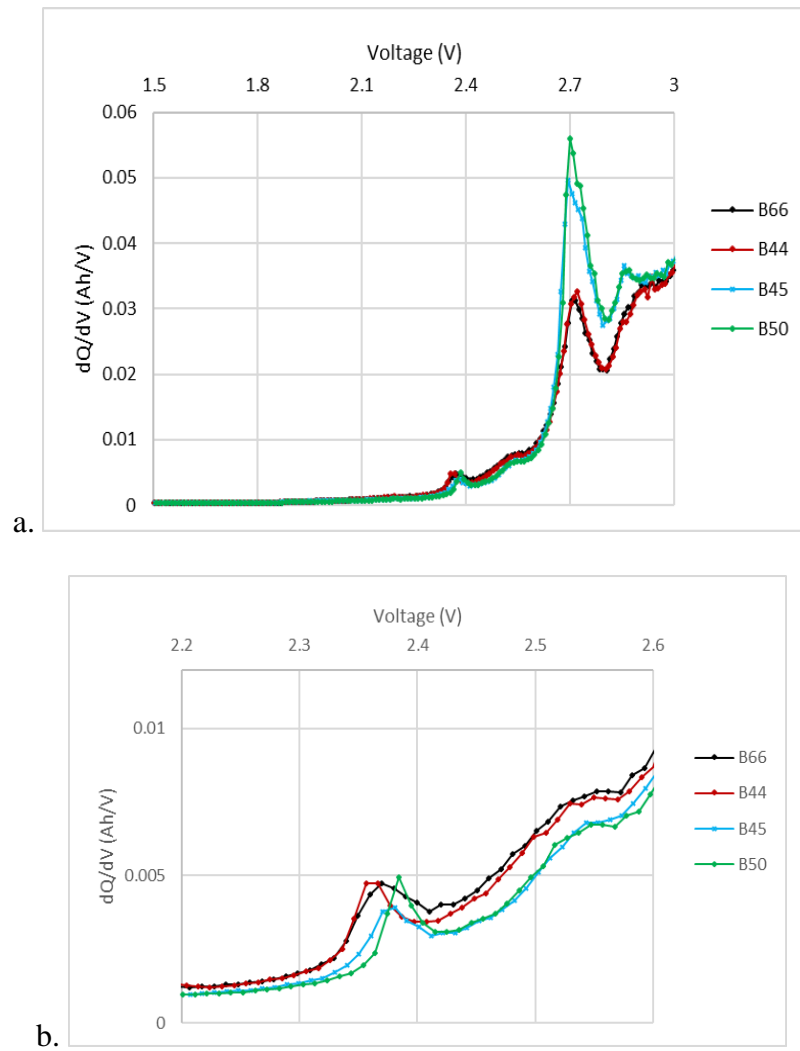 Voltage (V)
1.5 1.8 2.1 2.4 2.7 3
0.06
0.05
0.04
0.03
0.02
0.01
0
dQ/dV (Ah/V)
B66
B44
B45
B50
a.
Voltage (V)
2.2 2.3 2.4 2.5 2.6
0.01
0.005
0
dQ/dV (Ah/V)
B66
B44
B45
B50
b.